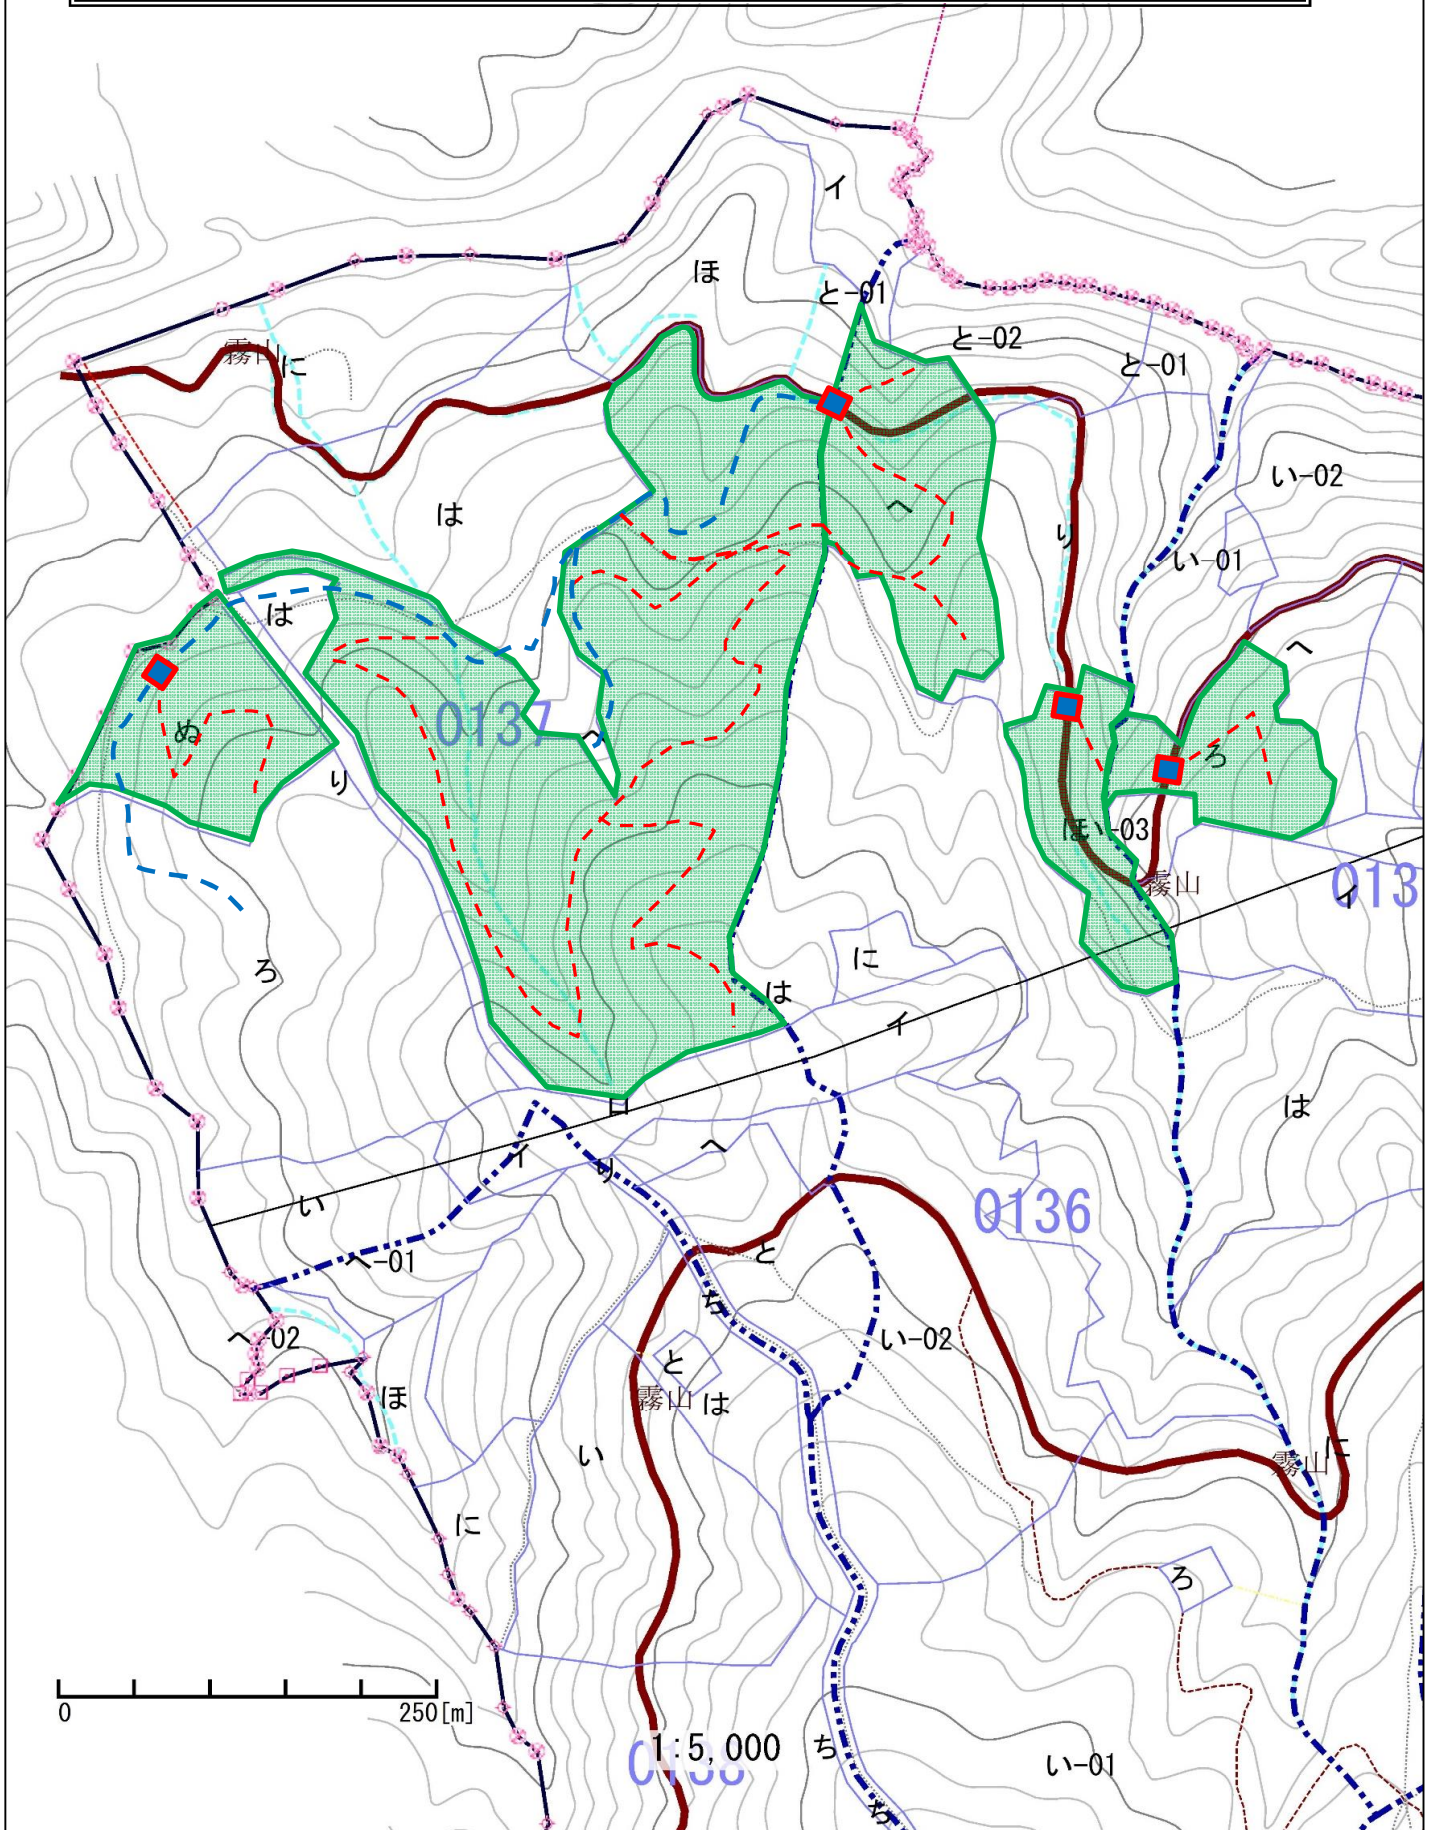 イ
ほ
と-01
と-02
霧山
に
と-01
い-02
へ
は
り
い-01
は
へ
ぬ
0137
へ
ろ
り
ほ
い-03
霧山
013
イ
ろ
に
は
イ
は
ロ
イ
り
へ
い
0136
と
へ-01
ち
へ-02
い-02
と
霧山
は
ほ
い
に
霧山
に
ろ
0
250[m]
1:5,000
0138
ち
い-01
ち